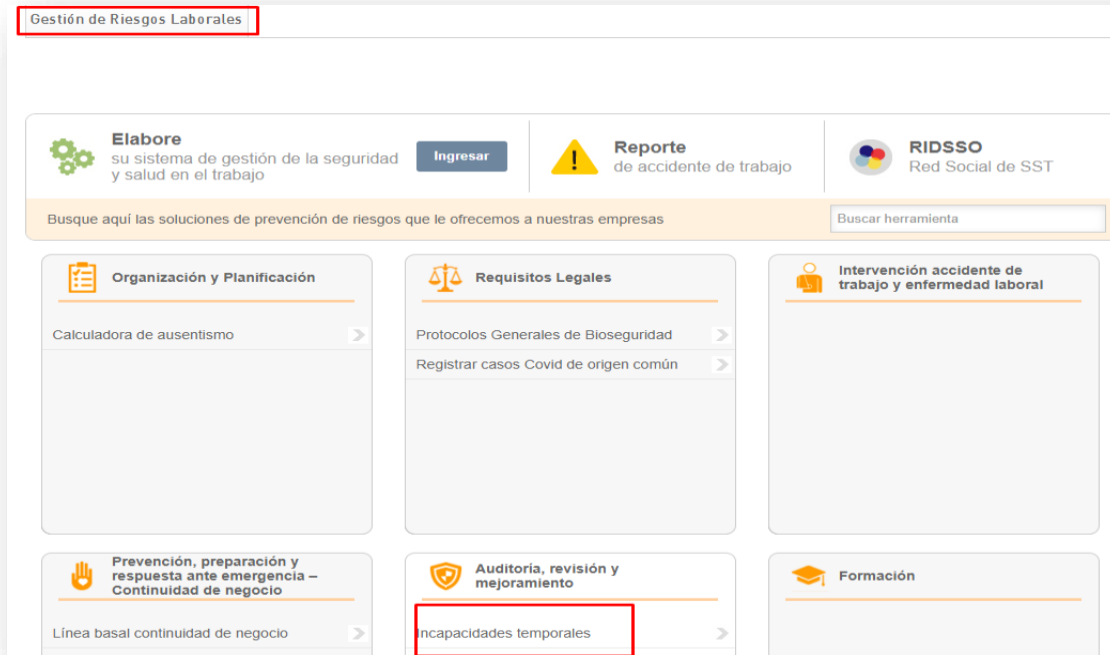 Gestión de Riesgos Laborales
Elabore
su sistema de gestión de la seguridad
y salud en el trabajo
Ingresar
Reporte
de accidente de trabajo
RIDSSO
Red Social de SST
Busque aquí las soluciones de prevención de riesgos que le ofrecemos a nuestras empresas
Buscar herramienta
Organización y Planificación
Calculadora de ausentismo
Requisitos Legales
Protocolos Generales de Bioseguridad
Registrar casos Covid de origen común
Intervención accidente de
trabajo y enfermedad laboral
Prevención, preparación y
respuesta ante emergencia –
Continuidad de negocio
Línea basal continuidad de negocio
Auditoría, revisión y
mejoramiento
Incapacidades temporales
Formación